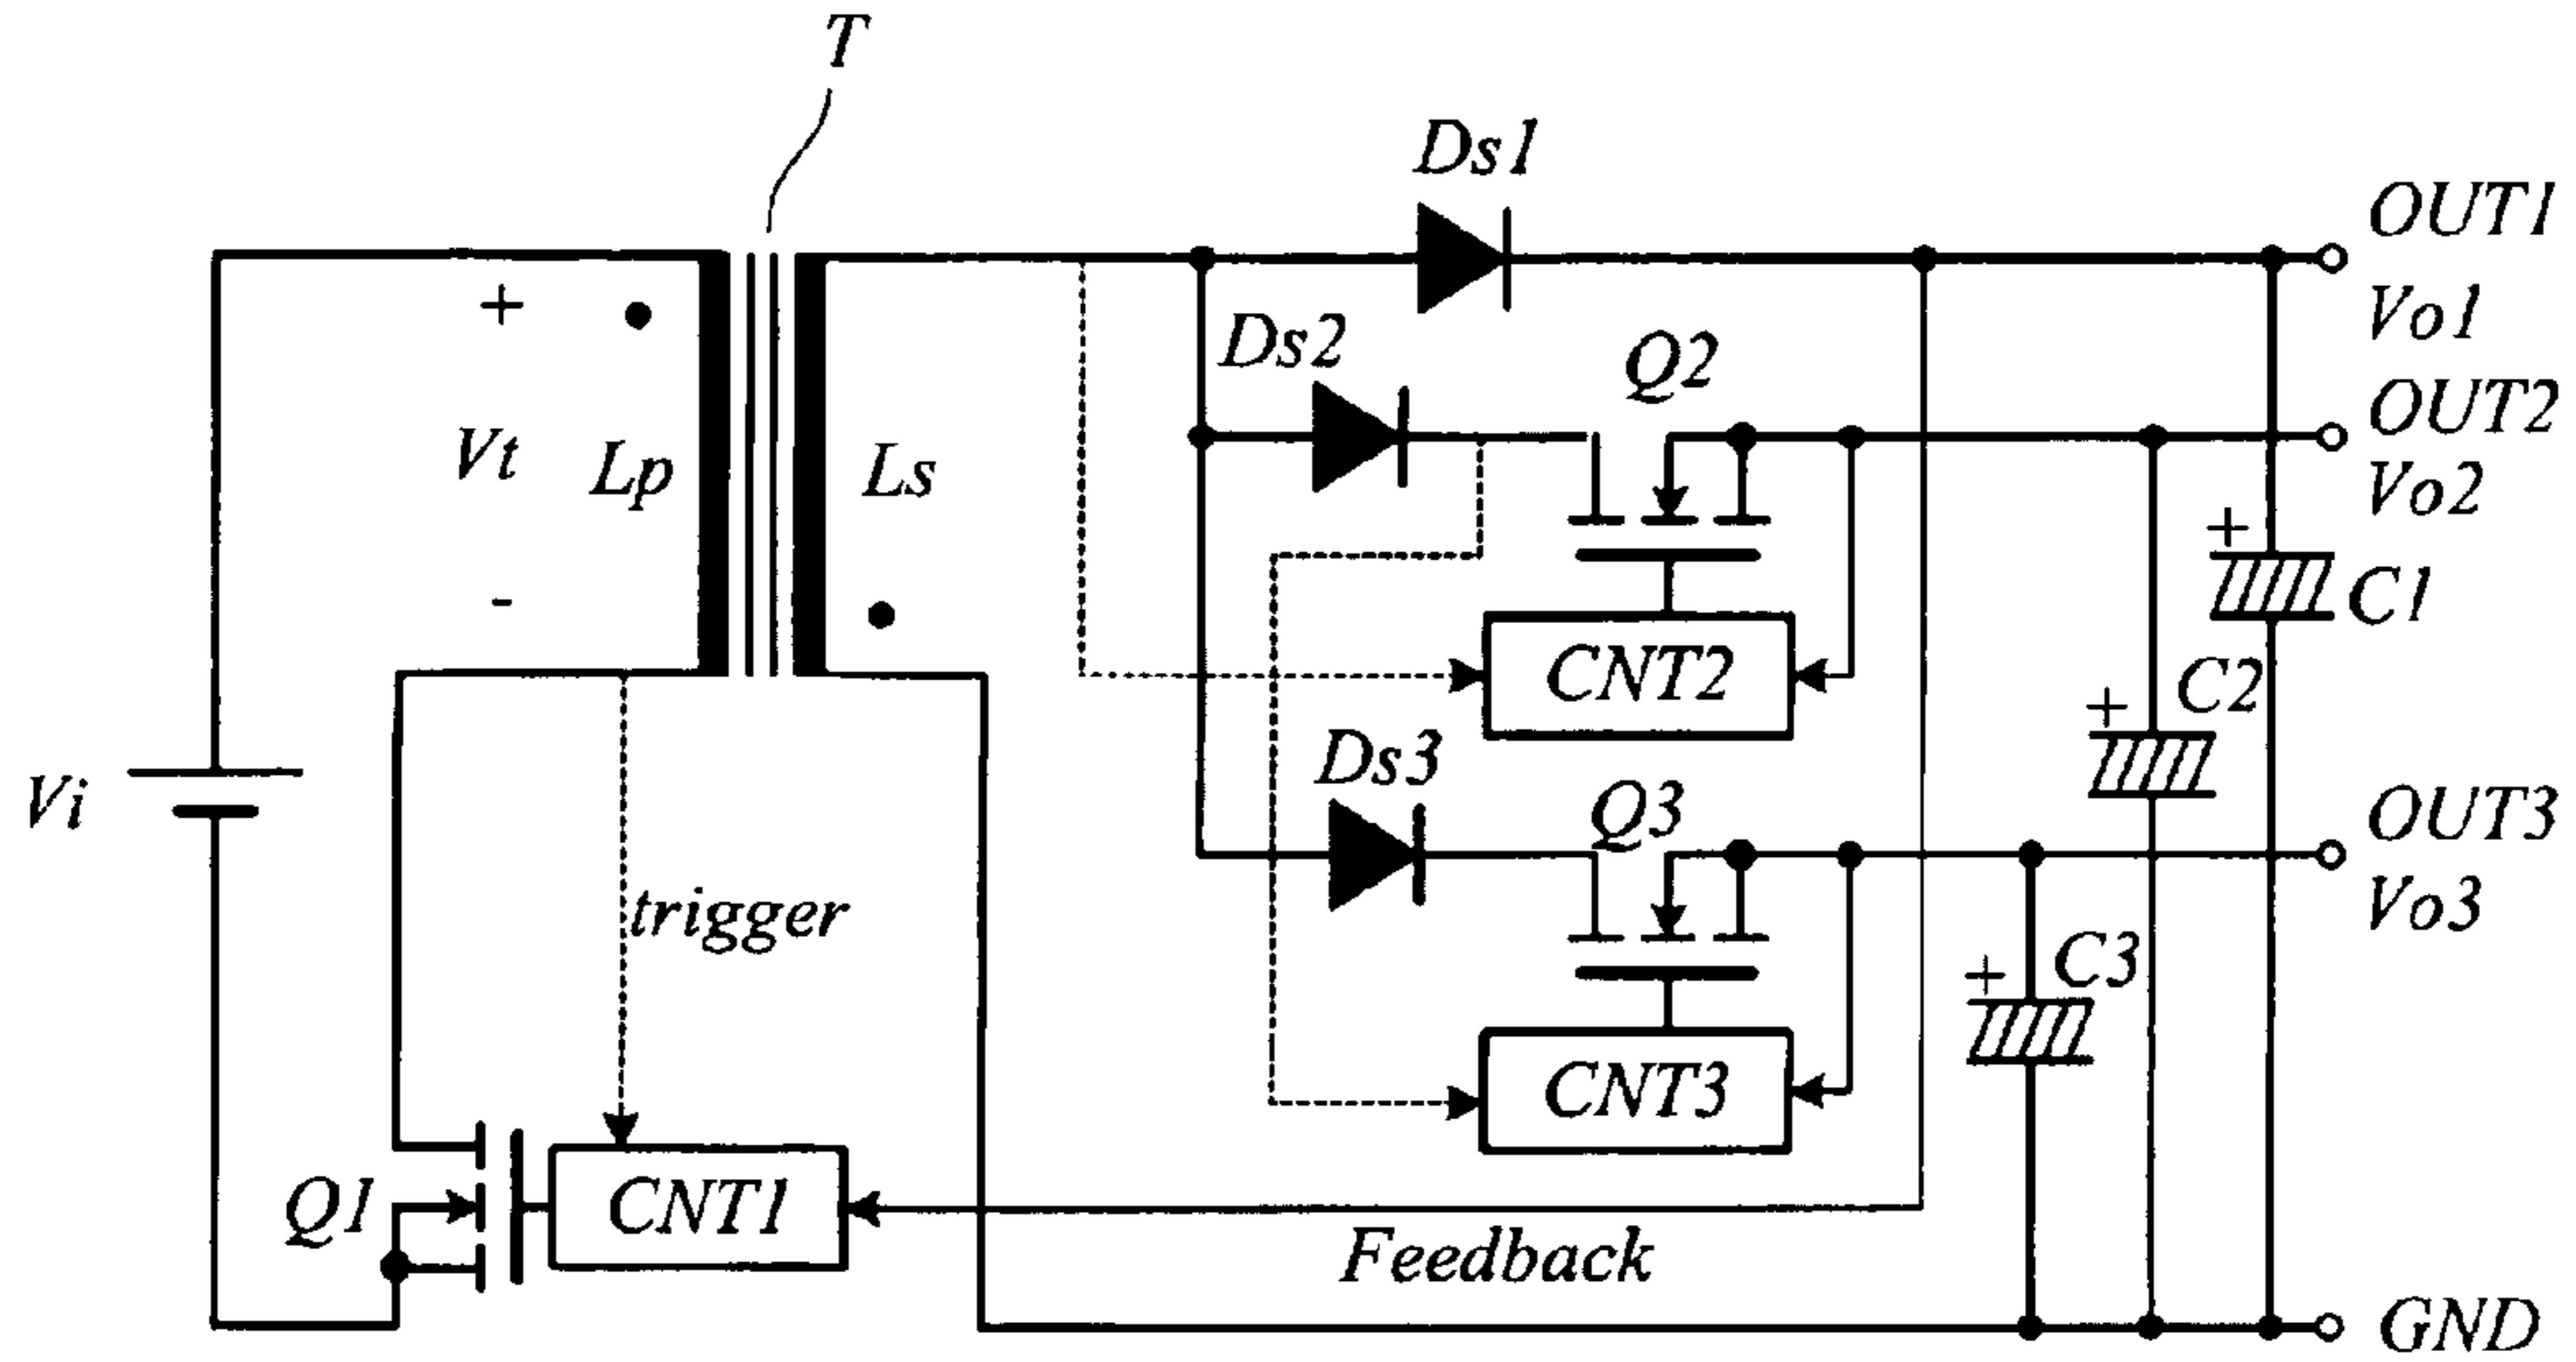 T
Ds1
OUT1
Vo1
+
Ds2
Q2
OUT2
Vo2
Vt
Lp
Ls
+
C1
-
CNT2
C2
+
Ds3
Q3
OUT3
Vi
Vo3
trigger
C3
+
CNT3
Q1
CNT1
Feedback
GND